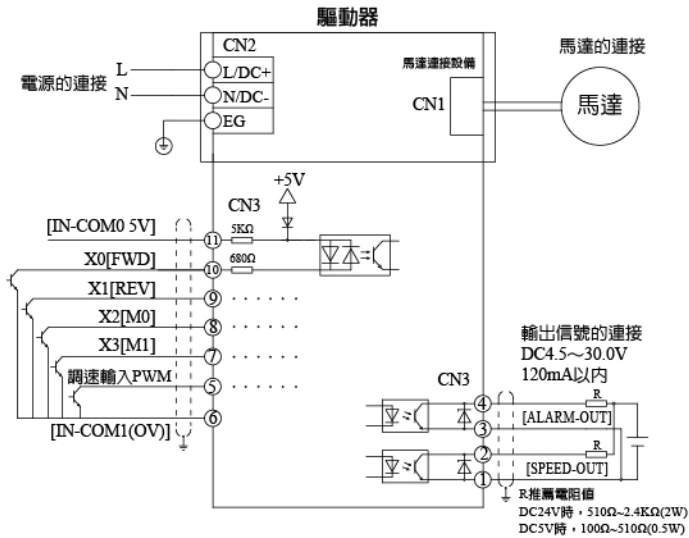 驅動器
CN2
電源的連接
L
N
L/DC+
N/DC-
EG
馬達連接設備
CN1
馬達的連接
馬達
+5V
CN3
[IN-COM0 5V]
11
5KΩ
X0[FWD]
10
680Ω
X1[REV]
9
X2[M0]
8
X3[M1]
7
調速輸入PWM
5
6
[IN-COM1(OV)]
輸出信號的連接
DC4.5～30.0V
120mA以内
CN3
4
R
[ALARM-OUT]
3
2
R
[SPEED-OUT]
1
R推薦電阻値
DC24V時，510Ω~2.4KΩ(2W)
DC5V時，100Ω~510Ω(0.5W)